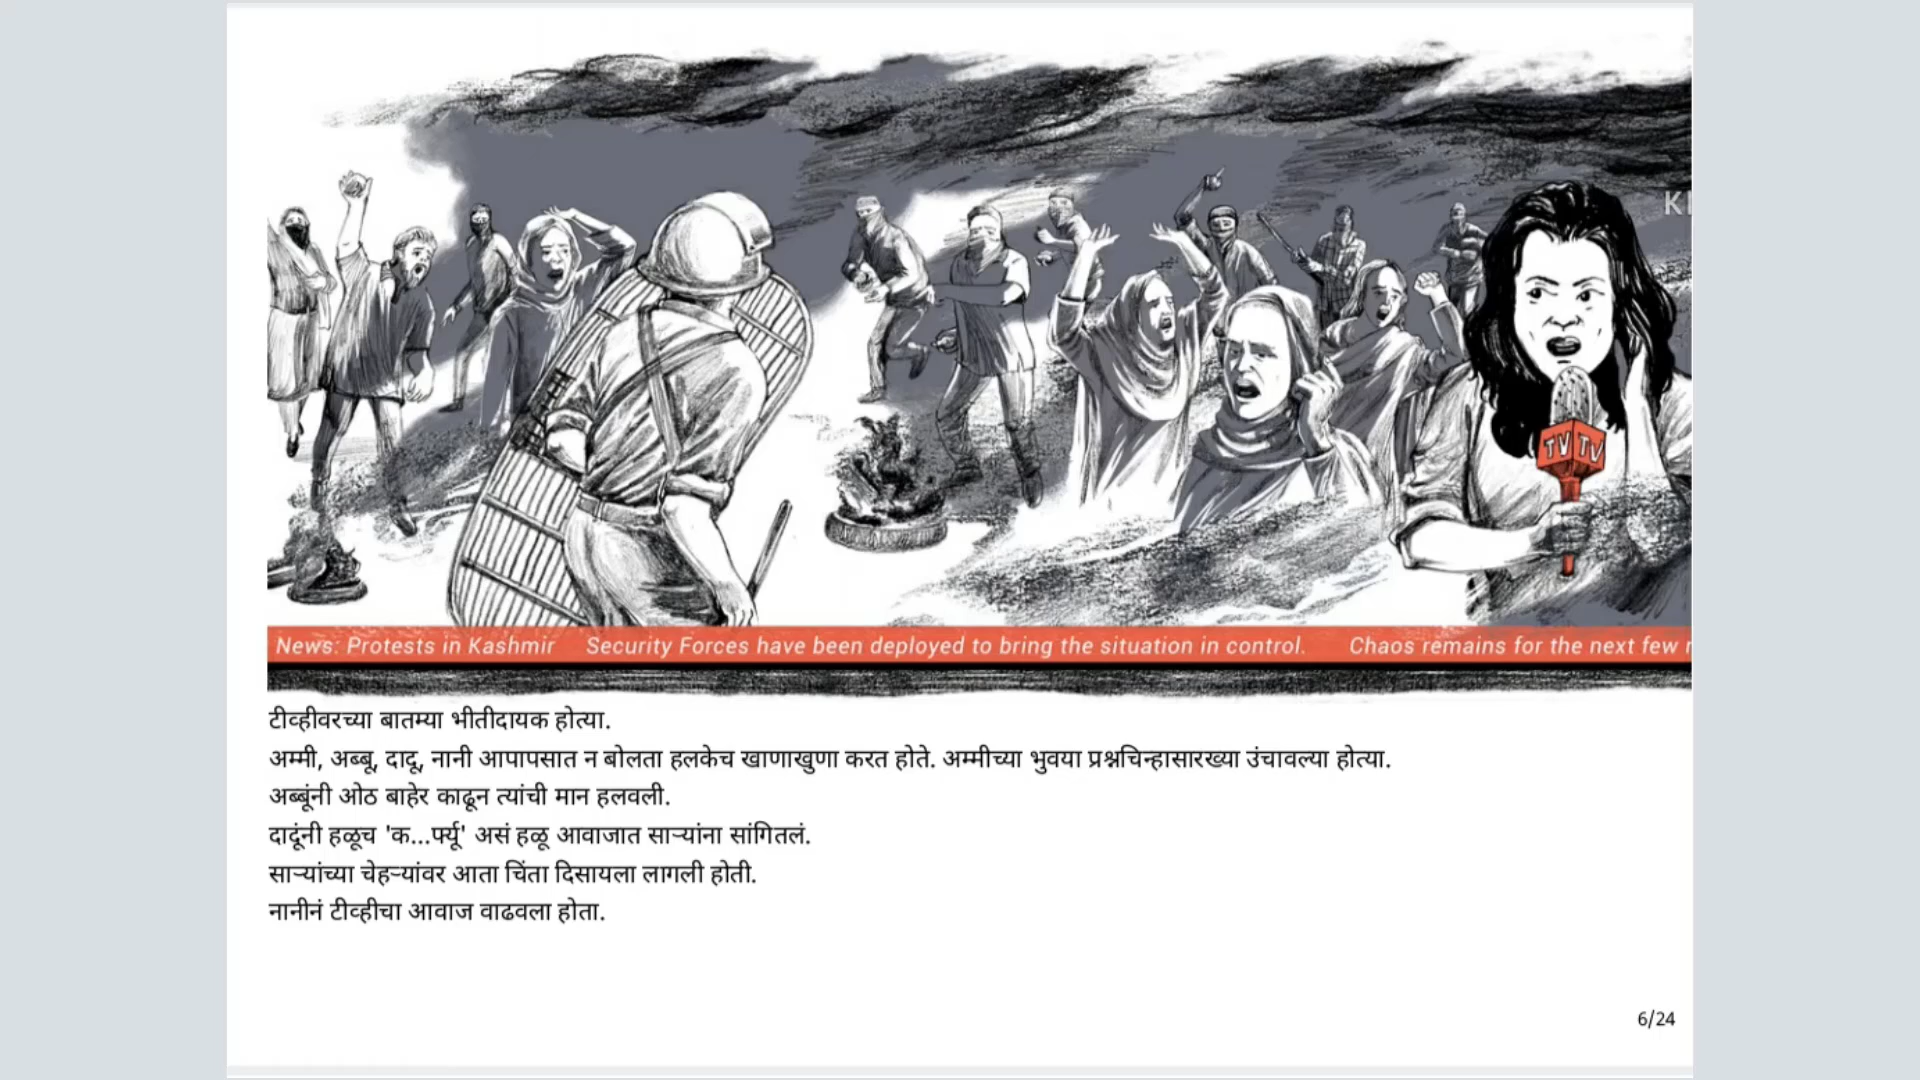 KI
TV TV
News: Protests in Kashmir Security Forces have been deployed to bring the situation in control. Chaos remains for the next few
टीव्हीवरच्या बातम्या भीतीदायक होत्या.
अम्मी, अब्बू, दादू, नानी आपापसात न बोलता हलकेच खाणाखुणा करत होते. अम्मीच्या भुवया प्रश्नचिन्हासारख्या उंचावल्या होत्या.
अब्बूंनी ओठ बाहेर काढून त्यांची मान हलवली.
दादूंनी हळूच 'क...र्फ्यू' असं हळू आवाजात साऱ्यांना सांगितलं.
साऱ्यांच्या चेहऱ्यांवर आता चिंता दिसायला लागली होती.
नानीनं टीव्हीचा आवाज वाढवला होता.
6/24